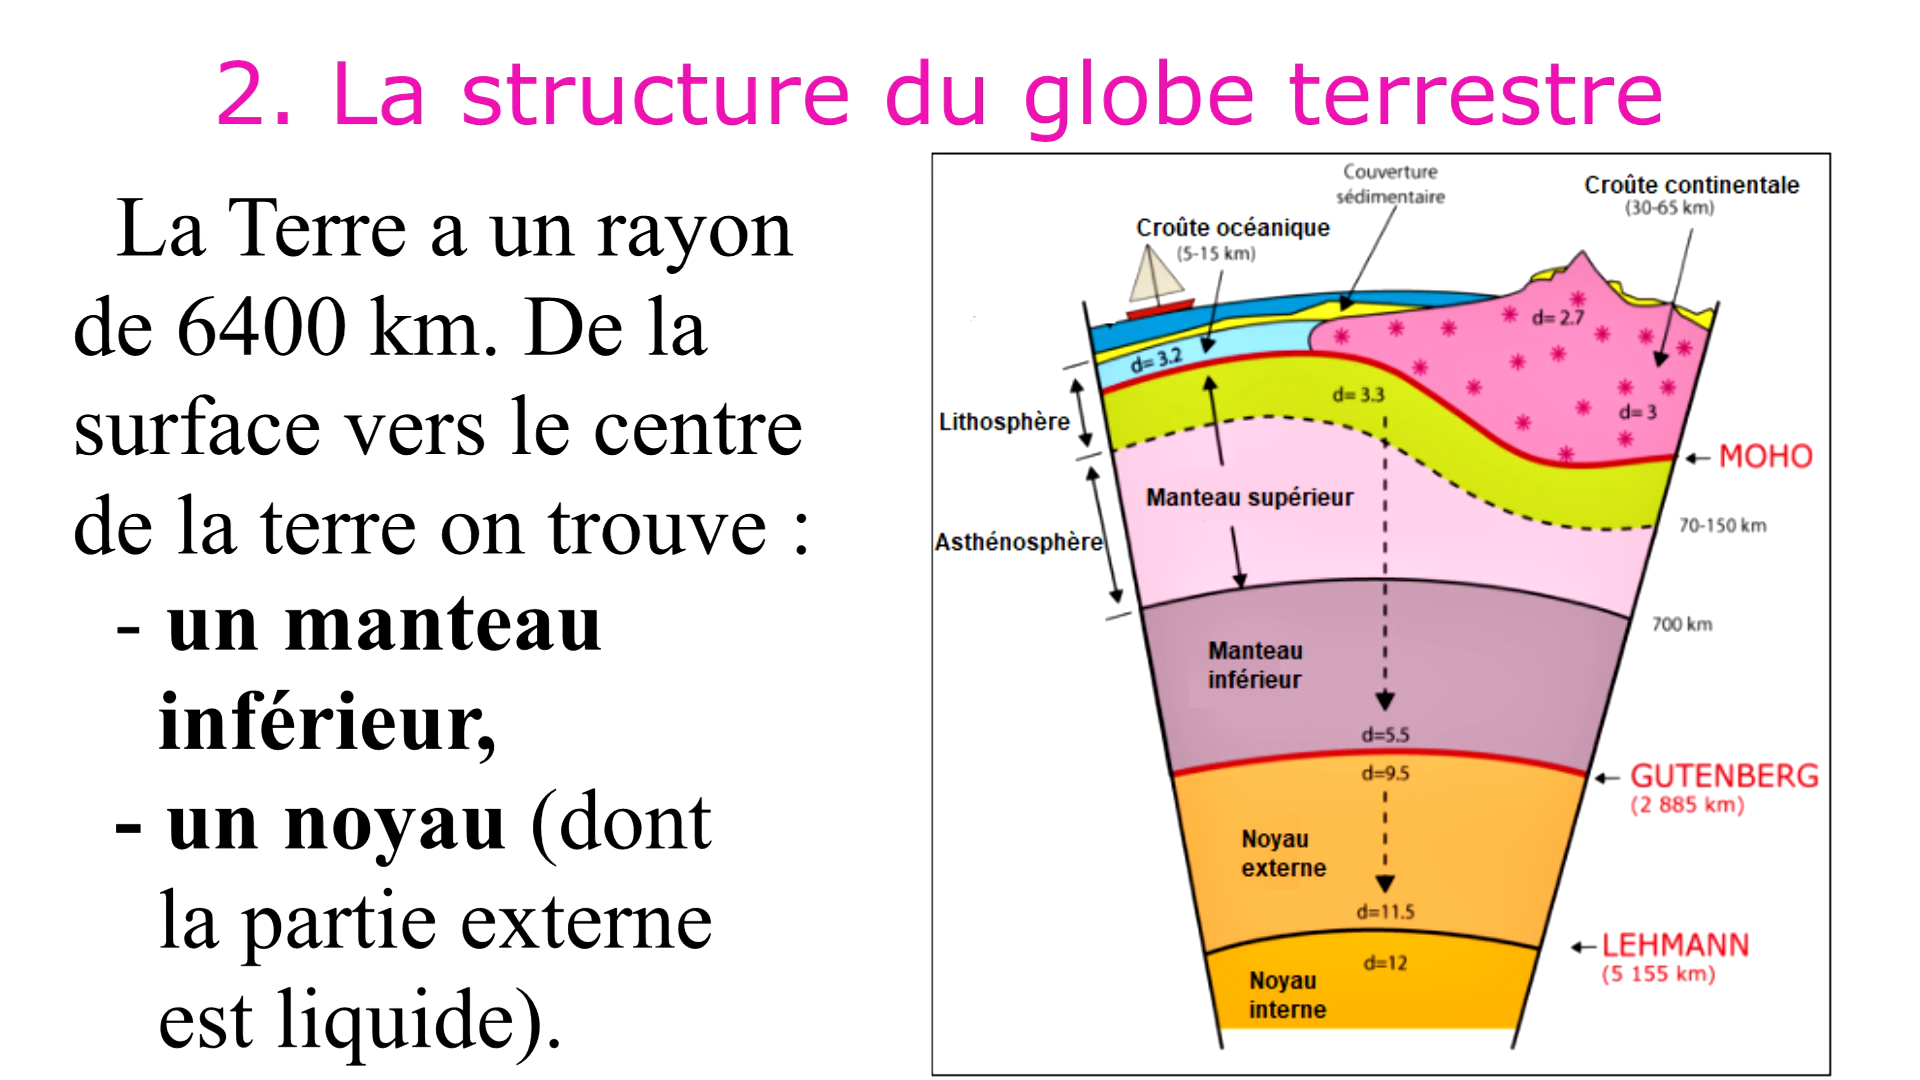 2. La structure du globe terrestre
La Terre a un rayon
de 6400 km. De la
surface vers le centre
de la terre on trouve :
- un manteau
inférieur,
- un noyau (dont
la partie externe
est liquide).
Couverture
sédimentaire
Croûte continentale
(30-65 km)
Croûte océanique
(5-15 km)
d= 2.7
d= 3.2
d= 3.3
d= 3
Lithosphère
MOHO
Manteau supérieur
70-150 km
Asthénosphère
700 km
Manteau
inférieur
d=5.5
d=9.5
GUTENBERG
(2 885 km)
Noyau
externe
d=11.5
LEHMANN
(5 155 km)
d=12
Noyau
interne